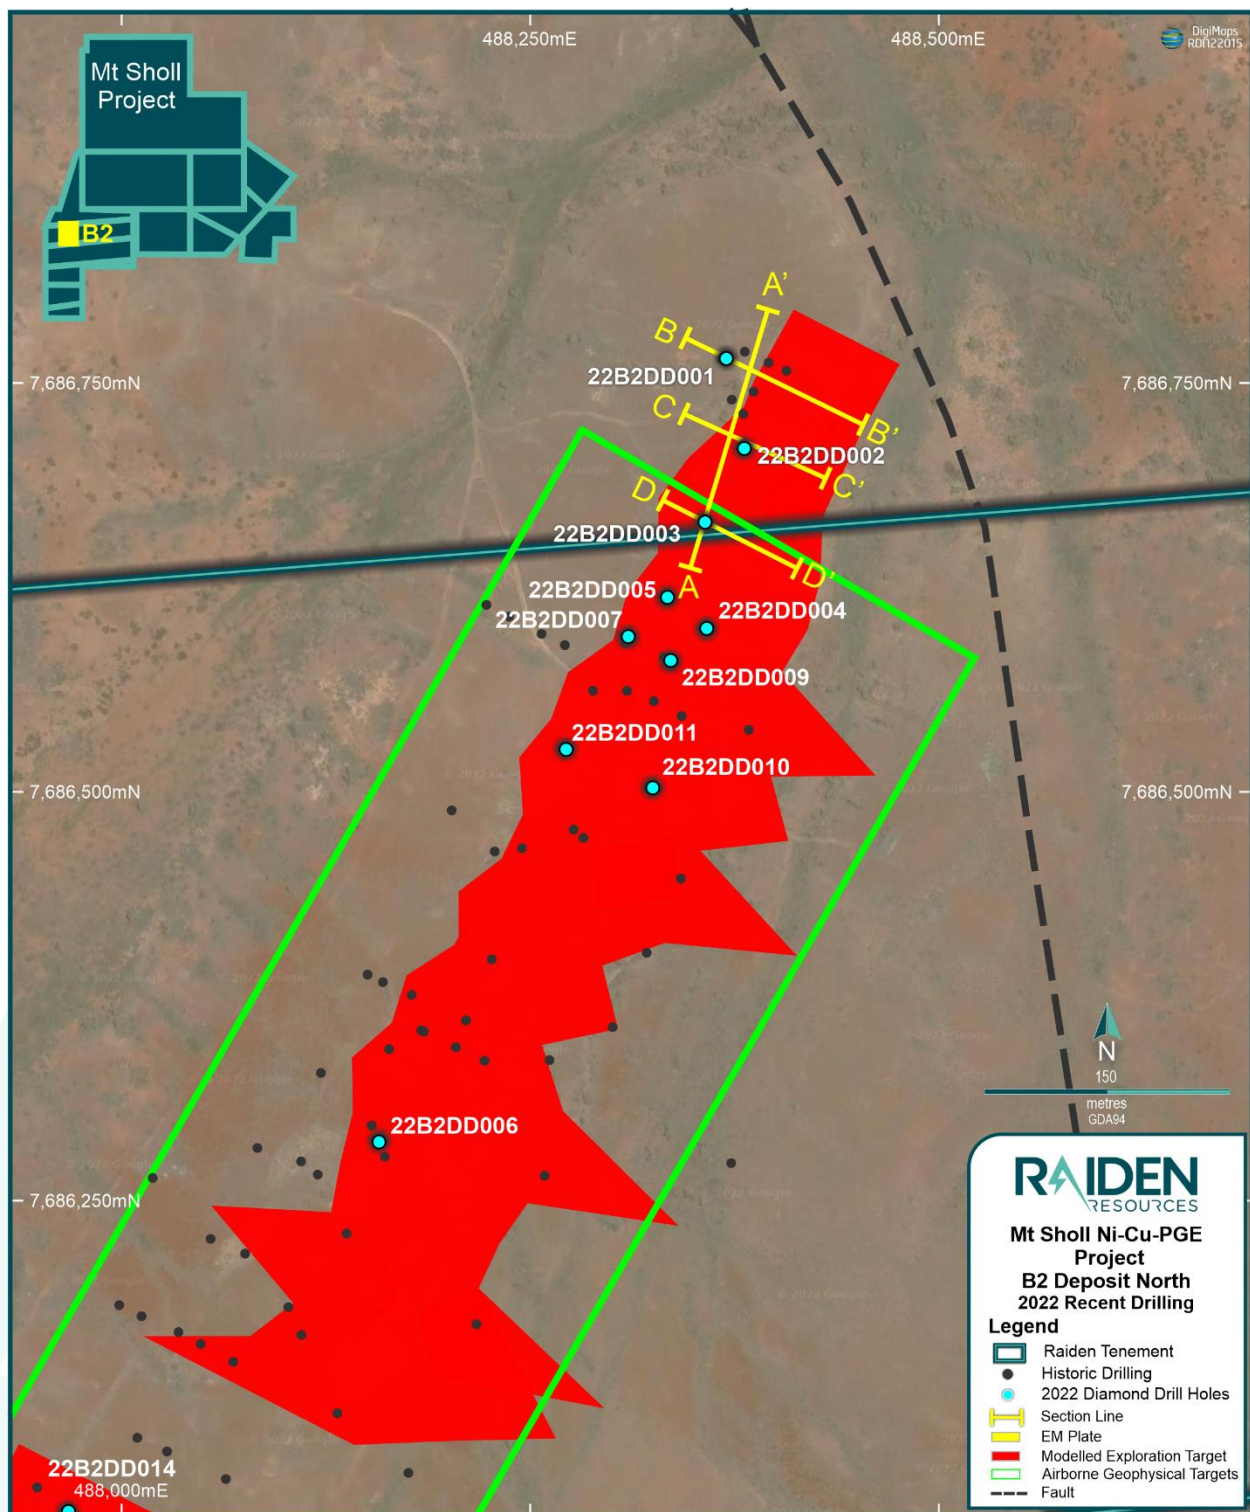 488,250mE
488,500mE
DigiMaps
RDN22015
Mt Sholl
Project
B2
A'
B
22B2DD001
7,686,750mN
7,686,750mN
C
B'
22B2DD002
C'
D
22B2DD003
A
D'
22B2DD005
22B2DD004
22B2DD007
22B2DD009
22B2DD011
22B2DD010
7,686,500mN
7,686,500mN
N
150
metres
GDA94
22B2DD006
7,686,250mN
RAIDEN
RESOURCES
Mt Sholl Ni-Cu-PGE
Project
B2 Deposit North
2022 Recent Drilling
Legend
Raiden Tenement
Historic Drilling
2022 Diamond Drill Holes
Section Line
EM Plate
Modelled Exploration Target
Airborne Geophysical Targets
Fault
22B2DD014
488,000mE